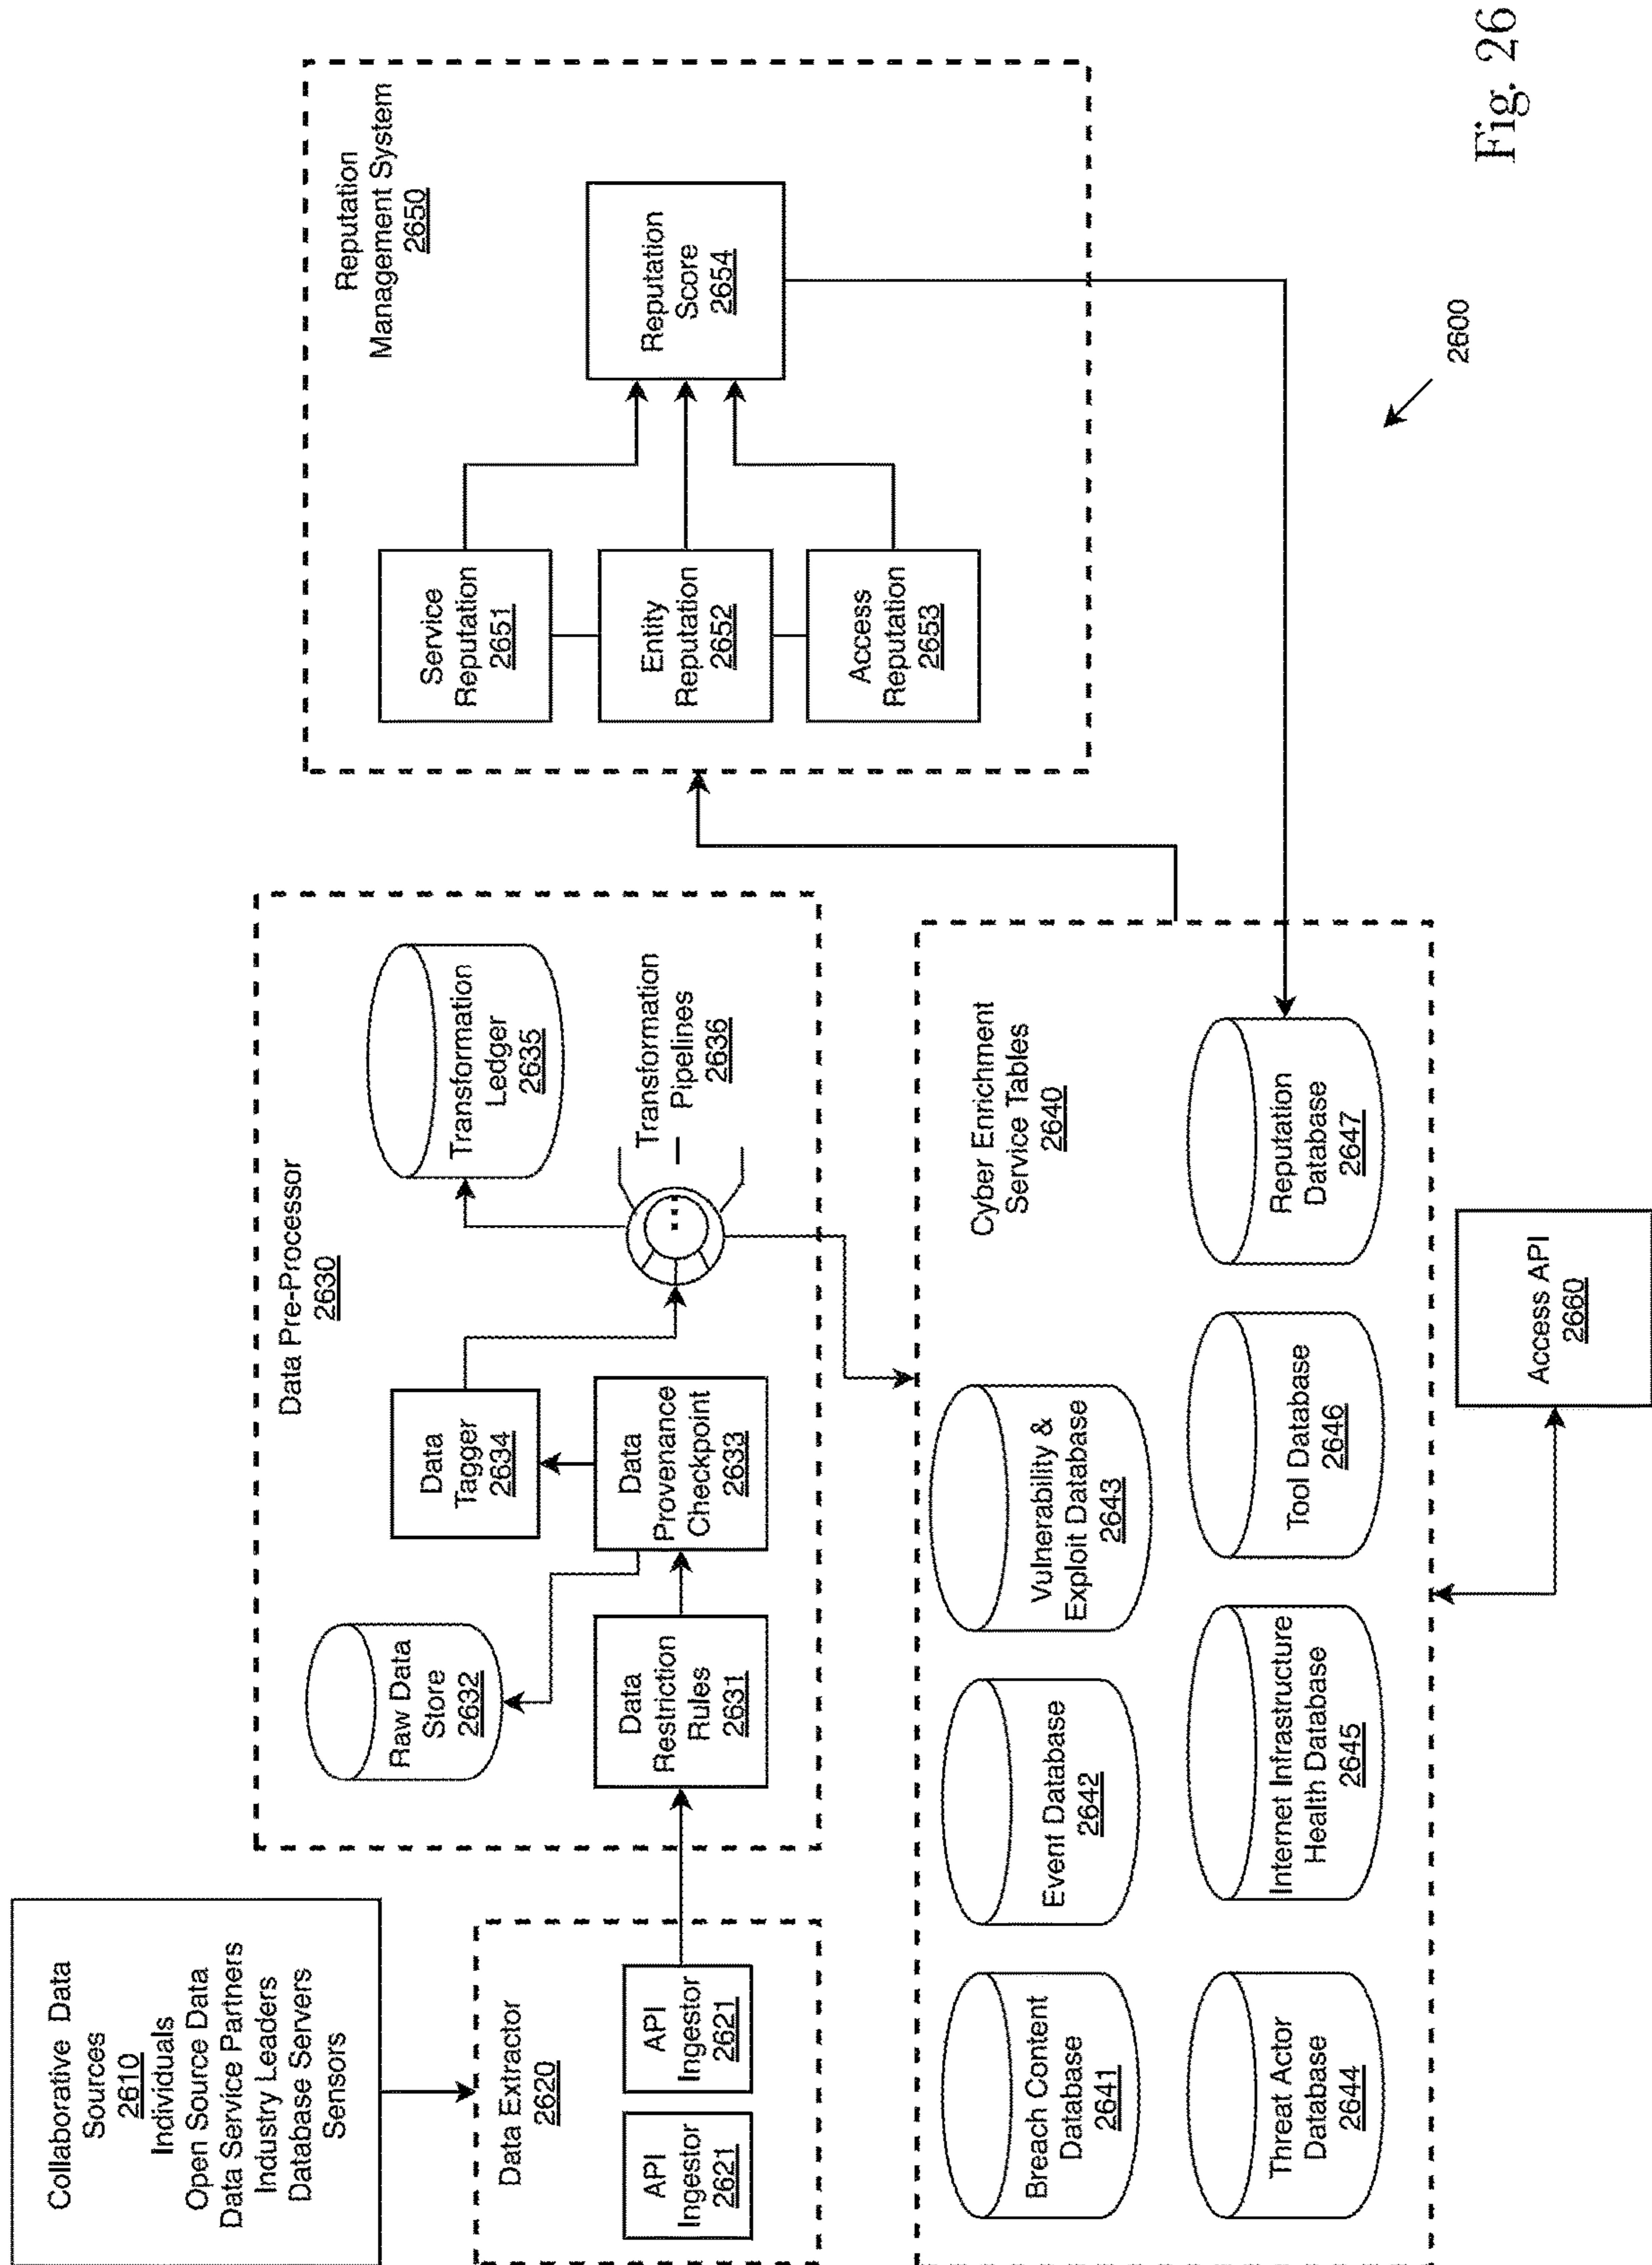 Collaborative Data
Sources
2610
Individuals
Open Source Data
Data Service Partners
Industry Leaders
Database Servers
Sensors
Data Extractor
2620
API
Ingestor
2621
API
Ingestor
2621
Data Pre-Processor
2630
Raw Data
Store
2632
Data
Restriction
Rules
2631
Data
Tagger
2634
Data
Provenance
Checkpoint
2633
Transformation
Ledger
2635
Transformation
Pipelines
2636
...
Cyber Enrichment
Service Tables
2640
Breach Content
Database
2641
Event Database
2642
Vulnerability &
Exploit Database
2643
Threat Actor
Database
2644
Internet Infrastructure
Health Database
2645
Tool Database
2646
Reputation
Database
2647
Access API
2660
Reputation
Management System
2650
Service
Reputation
2651
Entity
Reputation
2652
Access
Reputation
2653
Reputation
Score
2654
2600
Fig. 26